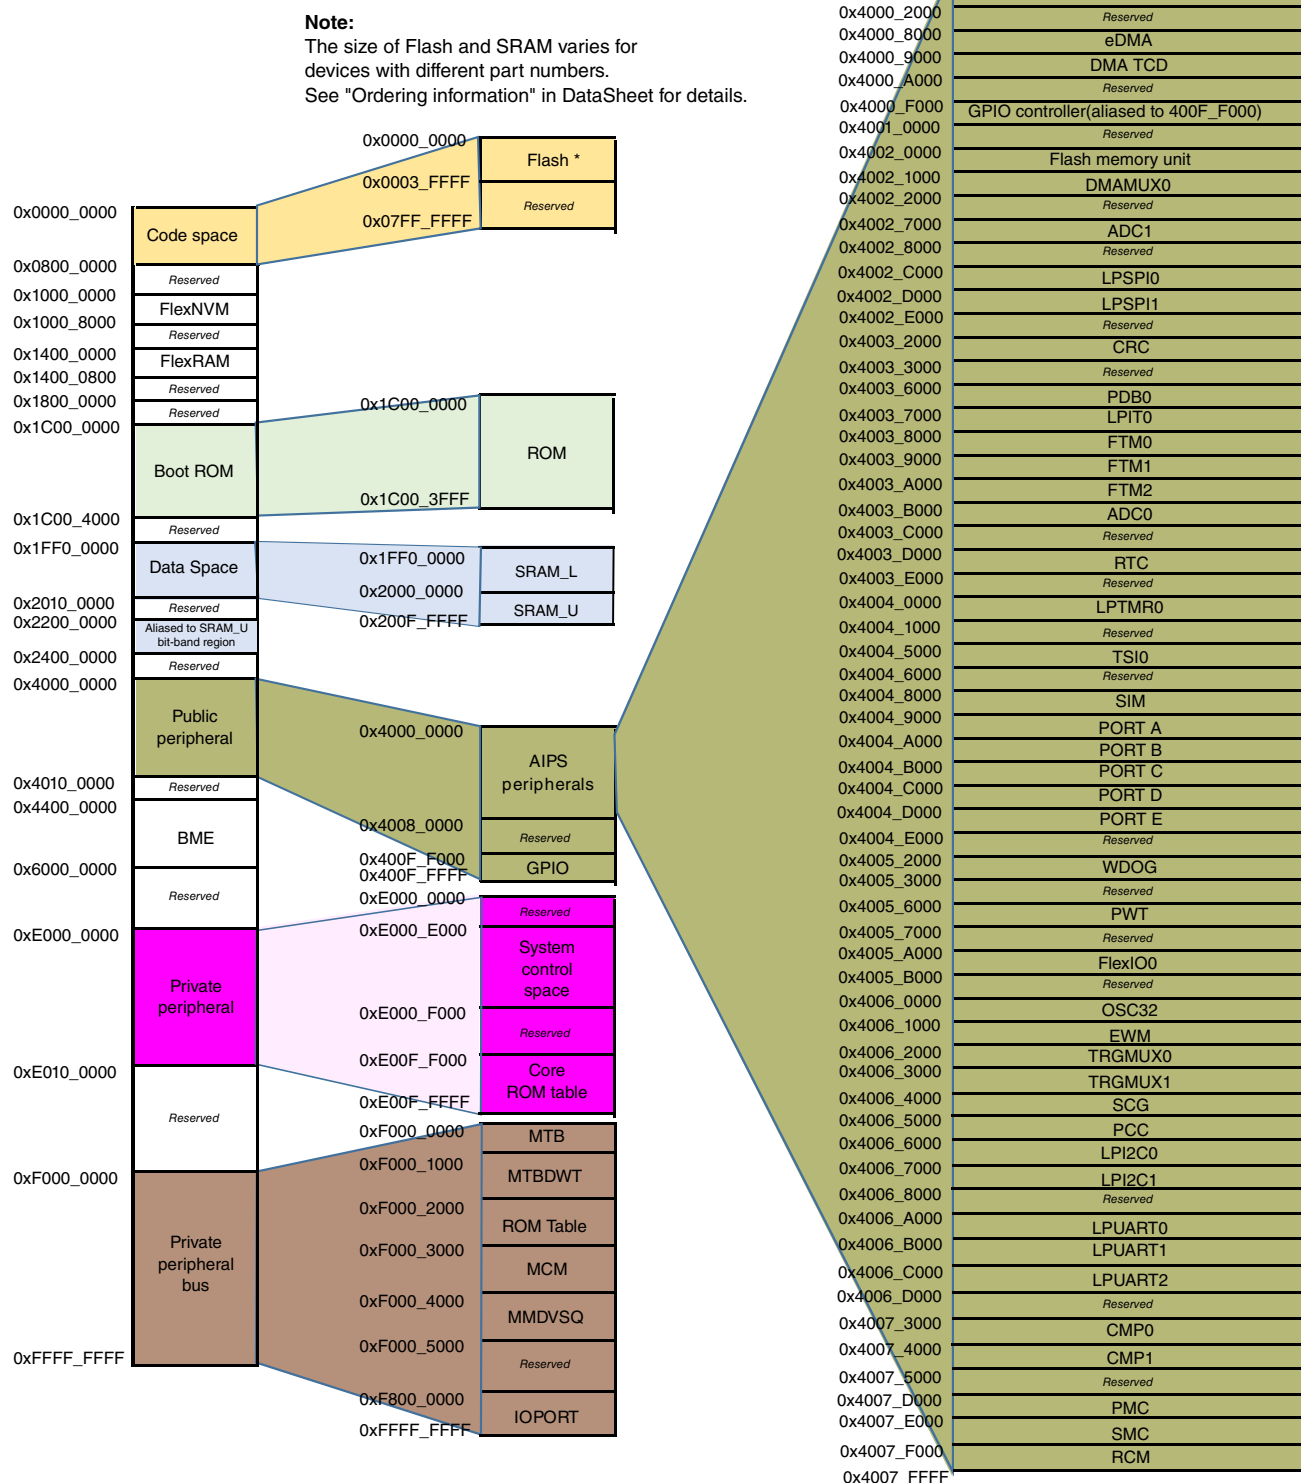 Note:
The size of Flash and SRAM varies for
devices with different part numbers.
See "Ordering information" in DataSheet for details.
0x0000_0000
Code space
0x0800_0000
Reserved
0x1000_0000
FlexNVM
0x1000_8000
Reserved
0x1400_0000
FlexRAM
0x1400_0800
Reserved
0x1800_0000
Reserved
0x1C00_0000
Boot ROM
0x1C00_4000
Reserved
0x1FF0_0000
Data Space
0x2010_0000
Reserved
0x2200_0000
Aliased to SRAM_U
bit-band region
0x2400_0000
Reserved
0x4000_0000
Public
peripheral
0x4010_0000
Reserved
0x4400_0000
BME
0x6000_0000
Reserved
0xE000_0000
Private
peripheral
0xE010_0000
Reserved
0xF000_0000
Private
peripheral
bus
0xFFFF_FFFF
0x0000_0000
Flash *
0x0003_FFFF
Reserved
0x07FF_FFFF
0x1C00_0000
ROM
0x1C00_3FFF
0x1FF0_0000
SRAM_L
0x2000_0000
SRAM_U
0x200F_FFFF
0x4000_0000
AIPS
peripherals
0x4008_0000
Reserved
0x400F_F000
GPIO
0x400F_FFFF
0xE000_0000
Reserved
0xE000_E000
System
control
space
0xE000_F000
Reserved
0xE00F_F000
Core
ROM table
0xE00F_FFFF
0xF000_0000
MTB
0xF000_1000
MTBDWT
0xF000_2000
ROM Table
0xF000_3000
MCM
0xF000_4000
MMDVSQ
0xF000_5000
Reserved
0xF800_0000
IOPORT
0xFFFF_FFFF
0x4000_2000
Reserved
0x4000_8000
eDMA
0x4000_9000
DMA TCD
0x4000_A000
Reserved
0x4000_F000
GPIO controller(aliased to 400F_F000)
0x4001_0000
Reserved
0x4002_0000
Flash memory unit
0x4002_1000
DMAMUX0
0x4002_2000
Reserved
0x4002_7000
ADC1
0x4002_8000
Reserved
0x4002_C000
LPSPI0
0x4002_D000
LPSPI1
0x4002_E000
Reserved
0x4003_2000
CRC
0x4003_3000
Reserved
0x4003_6000
PDB0
0x4003_7000
LPIT0
0x4003_8000
FTM0
0x4003_9000
FTM1
0x4003_A000
FTM2
0x4003_B000
ADC0
0x4003_C000
Reserved
0x4003_D000
RTC
0x4003_E000
Reserved
0x4004_0000
LPTMR0
0x4004_1000
Reserved
0x4004_5000
TSI0
0x4004_6000
Reserved
0x4004_8000
SIM
0x4004_9000
PORT A
0x4004_A000
PORT B
0x4004_B000
PORT C
0x4004_C000
PORT D
0x4004_D000
PORT E
0x4004_E000
Reserved
0x4005_2000
WDOG
0x4005_3000
Reserved
0x4005_6000
PWT
0x4005_7000
Reserved
0x4005_A000
FlexIO0
0x4005_B000
Reserved
0x4006_0000
OSC32
0x4006_1000
EWM
0x4006_2000
TRGMUX0
0x4006_3000
TRGMUX1
0x4006_4000
SCG
0x4006_5000
PCC
0x4006_6000
LPI2C0
0x4006_7000
LPI2C1
0x4006_8000
Reserved
0x4006_A000
LPUART0
0x4006_B000
LPUART1
0x4006_C000
LPUART2
0x4006_D000
Reserved
0x4007_3000
CMP0
0x4007_4000
CMP1
0x4007_5000
Reserved
0x4007_D000
PMC
0x4007_E000
SMC
0x4007_F000
RCM
0x4007_FFFF